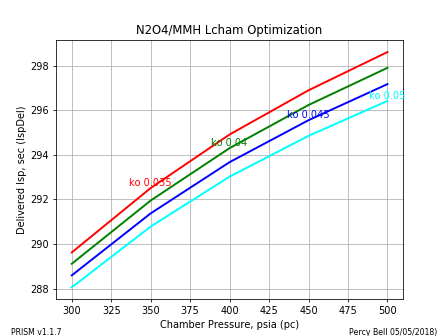 N2O4/MMH Lcham Optimization
Delivered Isp, sec (IspDel)
298
296
294
292
290
288
ko 0.035
ko 0.04
ko 0.045
ko 0.05
300 325 350 375 400 425 450 475 500
Chamber Pressure, psia (pc)
PRISM v1.1.7
Percy Bell 05/05/2018)